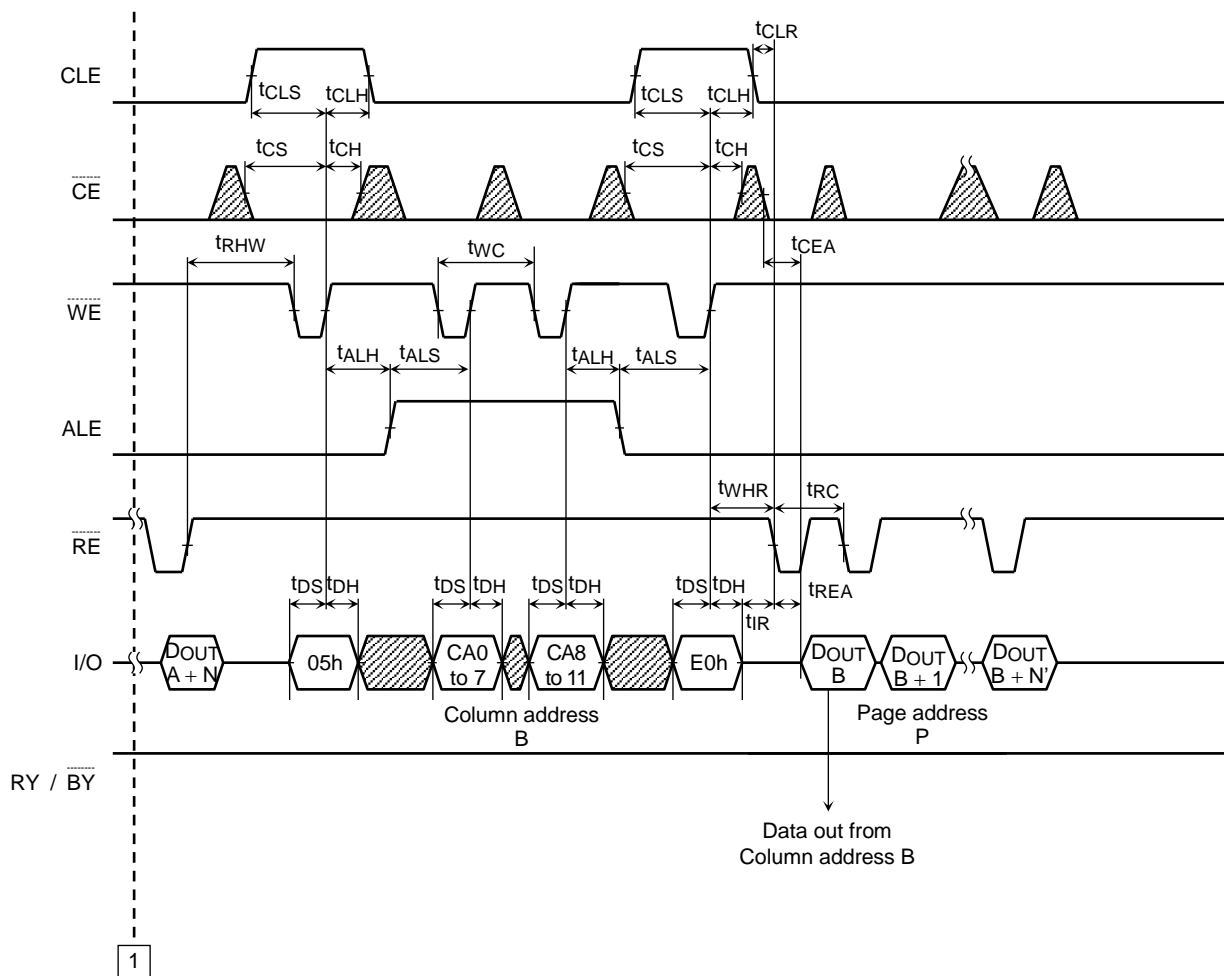 tCLR
CLE
tCLS tCLH tCLS tCLH
tCS tCH tCS tCH
CE
tRHW tWC tCEA
WE
tALH tALS tALH tALS
ALE
tWHR tRC
RE
tDS tDH tDS tDH tDS tDH tDS tDH tREA
tIR
I/O
DOUT
A + N
05h
CA0
to 7
CA8
to 11
E0h
DOUT
B
DOUT
B + 1
DOUT
B + N’
Column address
B
Page address
P
RY / BY
Data out from
Column address B
1